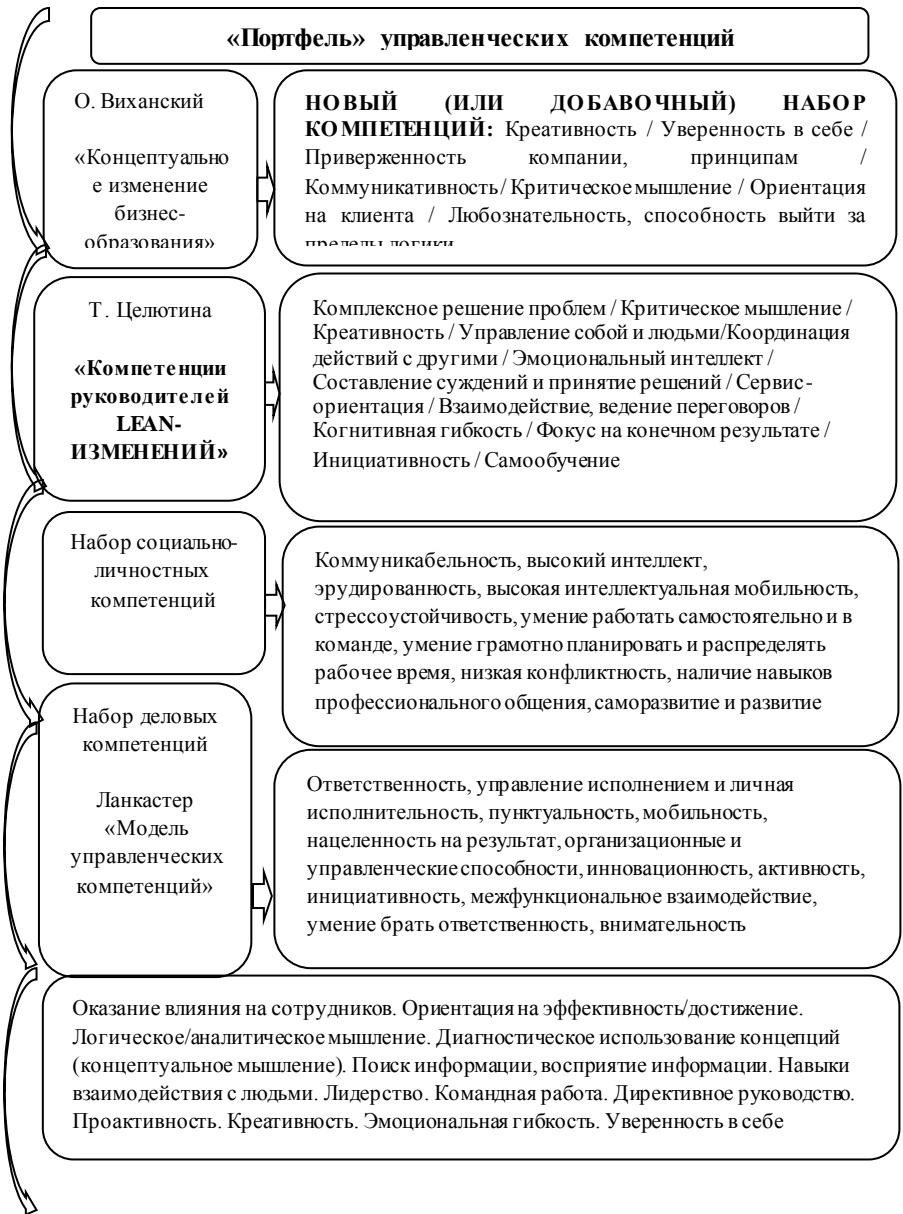 «Портфель» управленческих компетенций
О. Виханский
«Концептуально
е изменение
бизнес-
образования»
НОВЫЙ (ИЛИ ДОБАВОЧНЫЙ) НАБОР
КОМПЕТЕНЦИЙ: Креативность / Уверенность в себе /
Приверженность компании, принципам /
Коммуникативность / Критическое мышление / Ориентация
на клиента / Любознательность, способность выйти за
пределы логики
Т. Целютина
«Компетенции
руководителей
LEAN-
ИЗМЕНЕНИЙ»
Комплексное решение проблем / Критическое мышление /
Креативность / Управление собой и людьми/Координация
действий с другими / Эмоциональный интеллект /
Составление суждений и принятие решений / Сервис-
ориентация / Взаимодействие, ведение переговоров /
Когнитивная гибкость / Фокус на конечном результате /
Инициативность / Самообучение
Набор социально-
личностных
компетенций
Коммуникабельность, высокий интеллект,
эрудированность, высокая интеллектуальная мобильность,
стрессоустойчивость, умение работать самостоятельно и в
команде, умение грамотно планировать и распределять
рабочее время, низкая конфликтность, наличие навыков
профессионального общения, саморазвитие и развитие
Набор деловых
компетенций
Ланкастер
«Модель
управленческих
компетенций»
Ответственность, управление исполнением и личная
исполнительность, пунктуальность, мобильность,
нацеленность на результат, организационные и
управленческие способности, инновационность, активность,
инициативность, межфункциональное взаимодействие,
умение брать ответственность, внимательность
Оказание влияния на сотрудников. Ориентация на эффективность/достижение.
Логическое/аналитическое мышление. Диагностическое использование концепций
(концептуальное мышление). Поиск информации, восприятие информации. Навыки
взаимодействия с людьми. Лидерство. Командная работа. Директивное руководство.
Проактивность. Креативность. Эмоциональная гибкость. Уверенность в себе